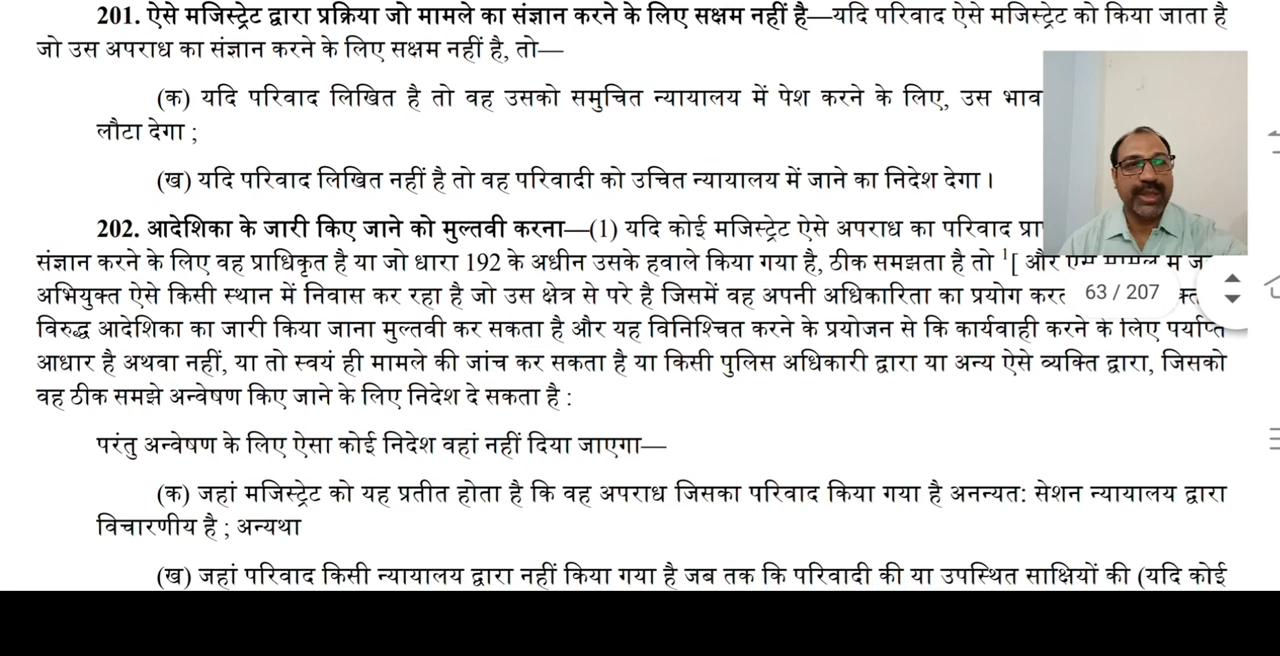 201. ऐसे मजिस्ट्रेट द्वारा प्रक्रिया जो मामले का संज्ञान करने के लिए सक्षम नहीं है—यदि परिवाद ऐसे मजिस्ट्रेट को किया जाता है
जो उस अपराध का संज्ञान करने के लिए सक्षम नहीं है, तो—
(क) यदि परिवाद लिखित है तो वह उसको समुचित न्यायालय में पेश करने के लिए, उस भाव
लौटा देगा ;
(ख) यदि परिवाद लिखित नहीं है तो वह परिवादी को उचित न्यायालय में जाने का निदेश देगा ।
202. आदेशिका के जारी किए जाने को मुल्तवी करना—(1) यदि कोई मजिस्ट्रेट ऐसे अपराध का परिवाद प्रा
संज्ञान करने के लिए वह प्राधिकृत है या जो धारा 192 के अधीन उसके हवाले किया गया है, ठीक समझता है तो ¹[ और
अभियुक्त ऐसे किसी स्थान में निवास कर रहा है जो उस क्षेत्र से परे है जिसमें वह अपनी अधिकारिता का प्रयोग करत
63 / 207
विरुद्ध आदेशिका का जारी किया जाना मुल्तवी कर सकता है और यह विनिश्चित करने के प्रयोजन से कि कार्यवाही करने के लिए पर्याप्त
आधार है अथवा नहीं, या तो स्वयं ही मामले की जांच कर सकता है या किसी पुलिस अधिकारी द्वारा या अन्य ऐसे व्यक्ति द्वारा, जिसको
वह ठीक समझे अन्वेषण किए जाने के लिए निदेश दे सकता है :
परंतु अन्वेषण के लिए ऐसा कोई निदेश वहां नहीं दिया जाएगा—
(क) जहां मजिस्ट्रेट को यह प्रतीत होता है कि वह अपराध जिसका परिवाद किया गया है अनन्यत: सेशन न्यायालय द्वारा
विचारणीय है ; अन्यथा
(ख) जहां परिवाद किसी न्यायालय द्वारा नहीं किया गया है जब तक कि परिवादी की या उपस्थित साक्षियों की (यदि कोई